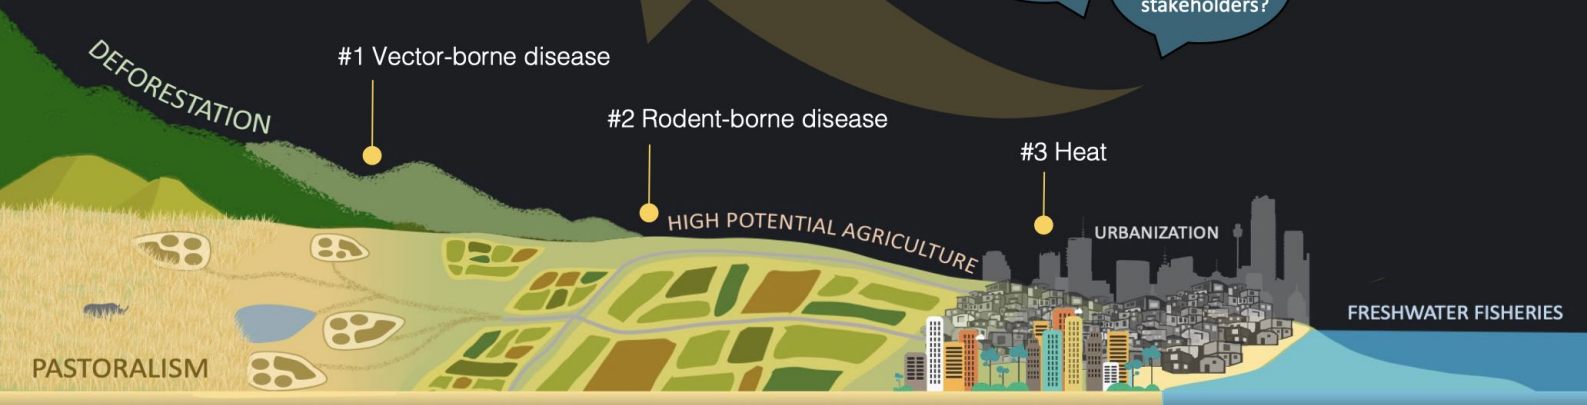 stakeholders?
DEFORESTATION
#1 Vector-borne disease
#2 Rodent-borne disease
#3 Heat
HIGH POTENTIAL AGRICULTURE
URBANIZATION
FRESHWATER FISHERIES
PASTORALISM